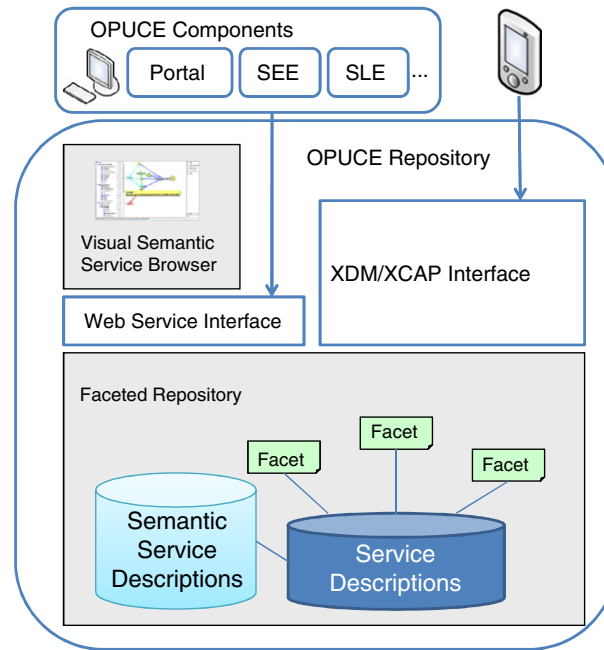 OPUCE Components
Portal
SEE
SLE
...
OPUCE Repository
Visual Semantic
Service Browser
XDM/XCAP Interface
Web Service Interface
Faceted Repository
Facet
Facet
Facet
Semantic
Service
Descriptions
Service
Descriptions